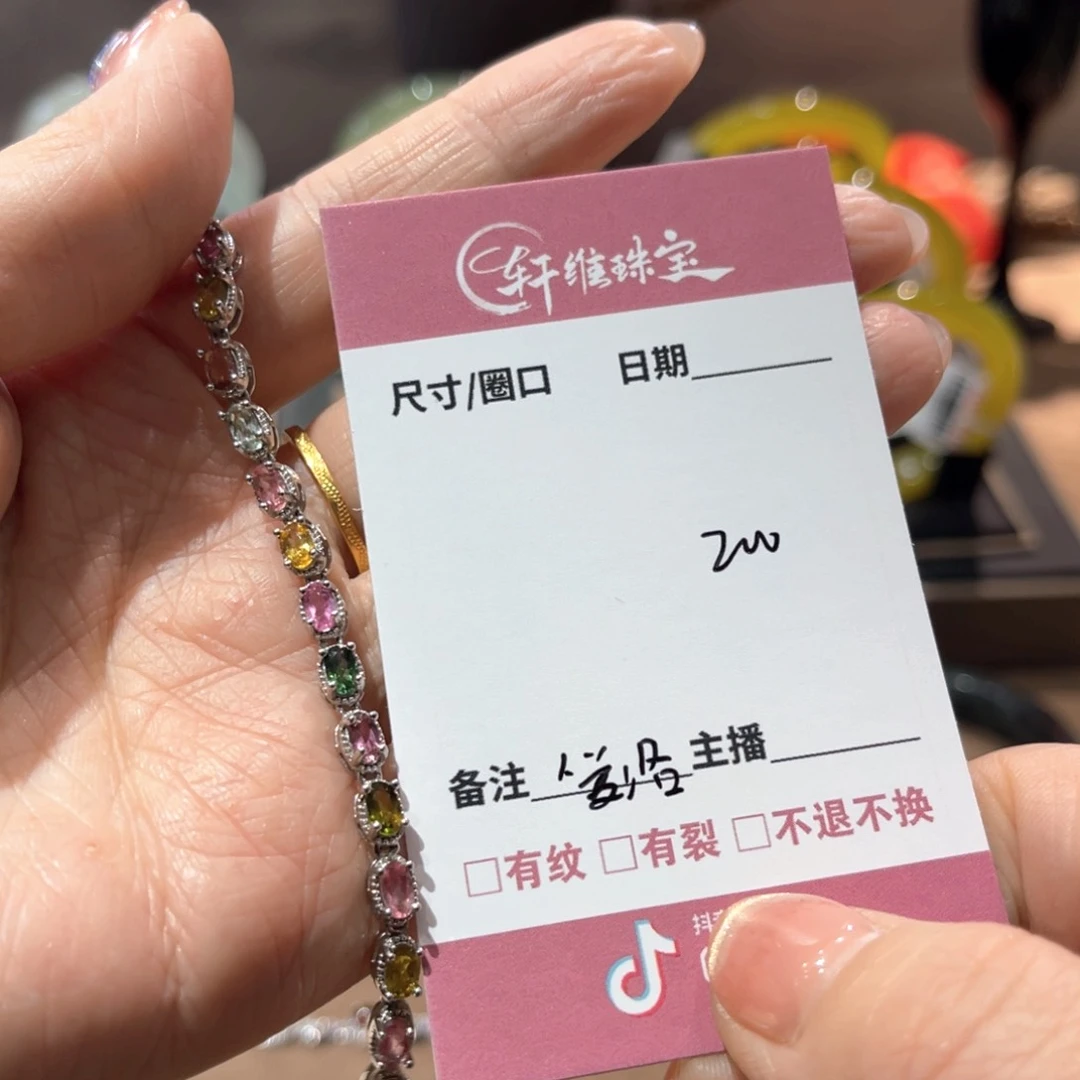 轩维珠宝
尺寸/圈口 日期
200
备注 主播
□有纹 □有裂 □不退不换